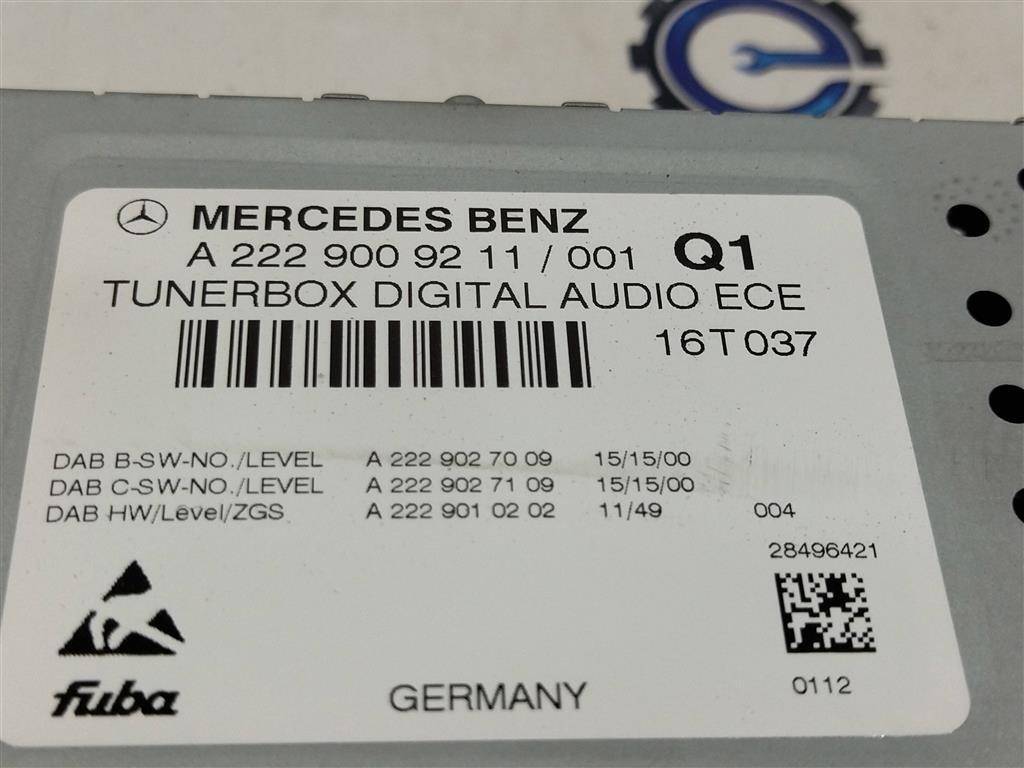 MERCEDES BENZ
A 222 900 92 11 / 001 Q1
TUNERBOX DIGITAL AUDIO ECE
16T037
DAB B-SW-NO./LEVEL A 222 902 70 09 15/15/00
DAB C-SW-NO./LEVEL A 222 902 71 09 15/15/00
DAB HW/Level/ZGS A 222 901 02 02 11/49 004
28496421
0112
fuba
GERMANY